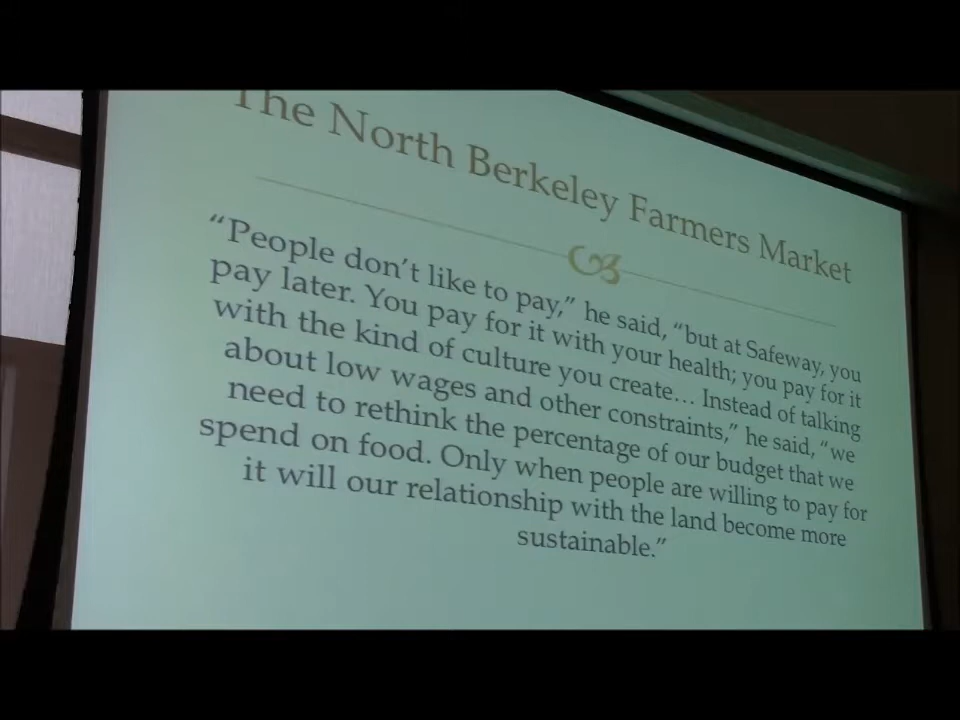 The North Berkeley Farmers Market
“People don’t like to pay,” he said, “but at Safeway, you
pay later. You pay for it with your health; you pay for it
with the kind of culture you create… Instead of talking
about low wages and other constraints,” he said, “we
need to rethink the percentage of our budget that we
spend on food. Only when people are willing to pay for
it will our relationship with the land become more
sustainable.”